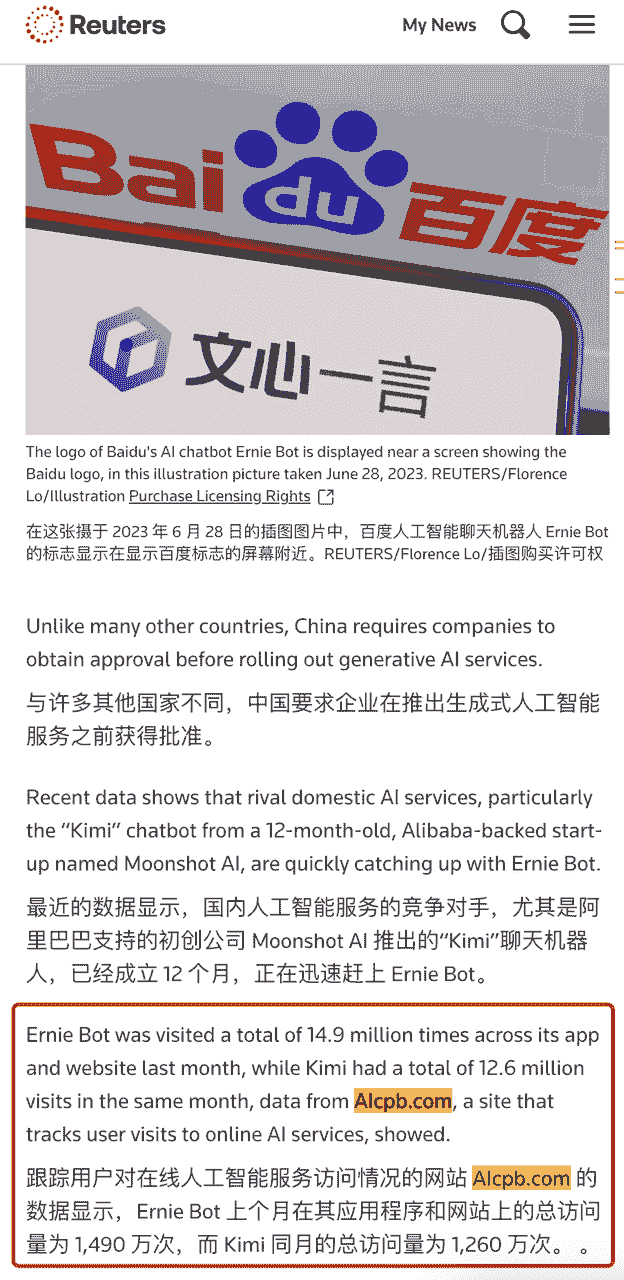 Reuters
My News
Baidu百度
文心一言
The logo of Baidu's AI chatbot Ernie Bot is displayed near a screen showing the
Baidu logo, in this illustration picture taken June 28, 2023. REUTERS/Florence
Lo/Illustration Purchase Licensing Rights
在这张摄于 2023 年 6 月 28 日的插图图片中，百度人工智能聊天机器人 Ernie Bot
的标志显示在显示百度标志的屏幕附近。REUTERS/Florence Lo/插图购买许可权
Unlike many other countries, China requires companies to
obtain approval before rolling out generative AI services.
与许多其他国家不同，中国要求企业在推出生成式人工智能
服务之前获得批准。
Recent data shows that rival domestic AI services, particularly
the “Kimi” chatbot from a 12-month-old, Alibaba-backed start-
up named Moonshot AI, are quickly catching up with Ernie Bot.
最近的数据显示，国内人工智能服务的竞争对手，尤其是阿
里巴巴支持的初创公司 Moonshot AI 推出的“Kimi”聊天机器
人，已经成立 12 个月，正在迅速赶上 Ernie Bot。
Ernie Bot was visited a total of 14.9 million times across its app
and website last month, while Kimi had a total of 12.6 million
visits in the same month, data from AIcpb.com, a site that
tracks user visits to online AI services, showed.
跟踪用户对在线人工智能服务访问情况的网站 AIcpb.com 的
数据显示，Ernie Bot 上个月在其应用程序和网站上的总访问
量为 1,490 万次，而 Kimi 同月的总访问量为 1,260 万次。 。